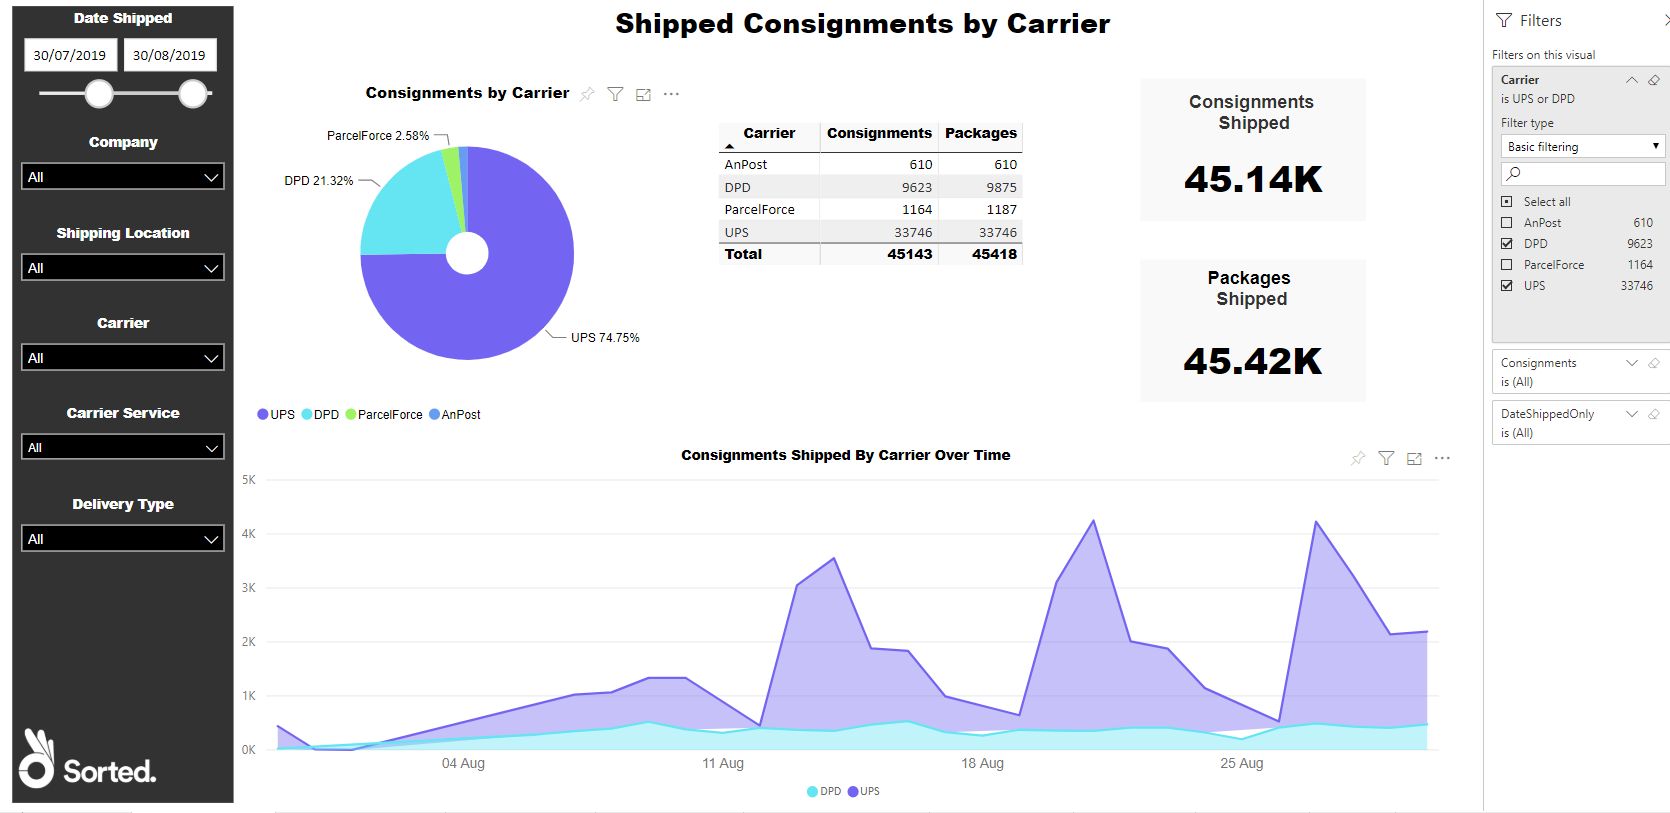 Date Shipped
30/07/2019 30/08/2019
Company
All
Shipping Location
All
Carrier
All
Carrier Service
All
Delivery Type
All
Sorted.
Shipped Consignments by Carrier
Consignments by Carrier
ParcelForce 2.58%
DPD 21.32%
UPS 74.75%
UPS DPD ParcelForce AnPost
Carrier Consignments Packages
AnPost 610 610
DPD 9623 9875
ParcelForce 1164 1187
UPS 33746 33746
Total 45143 45418
Consignments
Shipped
45.14K
Packages
Shipped
45.42K
Consignments Shipped By Carrier Over Time
5K
4K
3K
2K
1K
0K
04 Aug 11 Aug 18 Aug 25 Aug
DPD UPS
Filters
Filters on this visual
Carrier
is UPS or DPD
Filter type
Basic filtering
Select all
AnPost 610
DPD 9623
ParcelForce 1164
UPS 33746
Consignments
is (All)
DateShippedOnly
is (All)